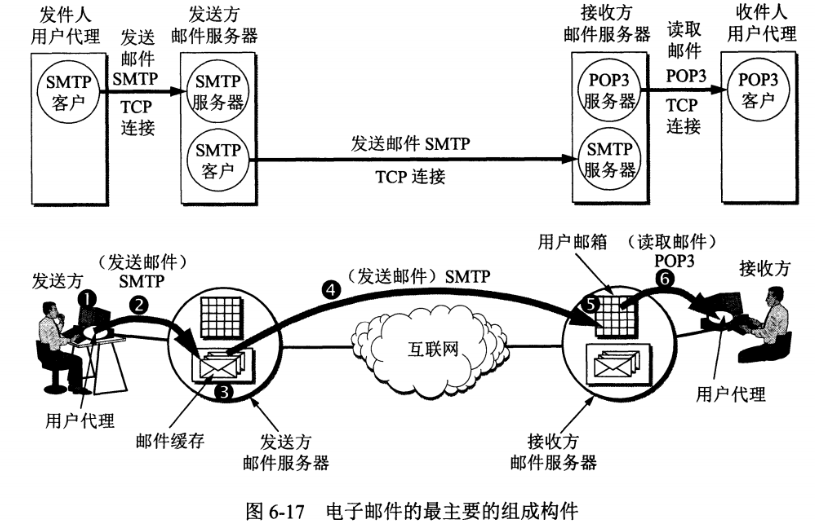 发件人
用户代理
发送
邮件
SMTP
TCP
连接
发送方
邮件服务器
接收方
邮件服务器
读取
邮件
POP3
TCP
连接
收件人
用户代理
SMTP
客户
SMTP
服务器
SMTP
客户
发送邮件 SMTP
TCP 连接
POP3
服务器
SMTP
服务器
POP3
客户
发送方
❶
(发送邮件)
SMTP
❷
❸
用户代理
邮件缓存
发送方
邮件服务器
❹
(发送邮件)SMTP
互联网
用户邮箱
❺
(读取邮件)
POP3
❻
接收方
用户代理
接收方
邮件服务器
图 6-17 电子邮件的最主要的组成构件